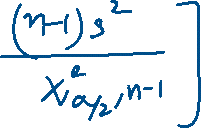 (n-1)s²
χ²α/2, n-1 ]